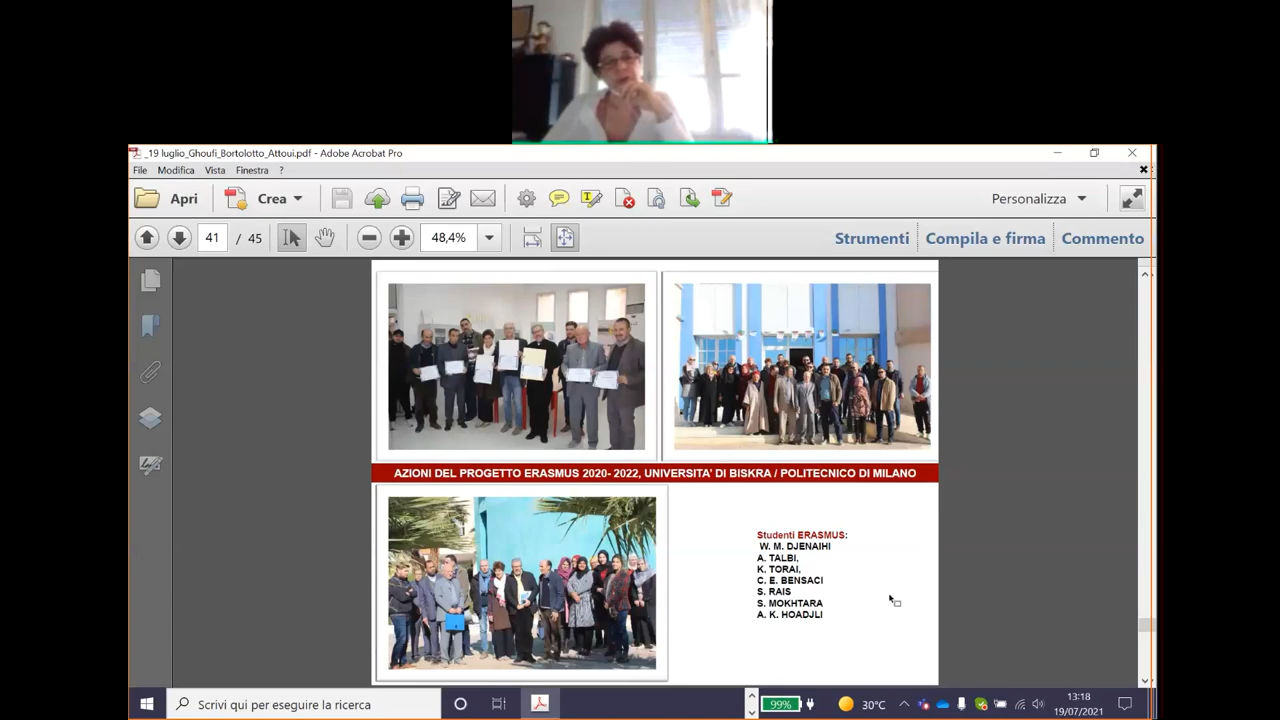 _19 luglio_Ghoufi_Bortolotto_Attoui.pdf - Adobe Acrobat Pro
File Modifica Vista Finestra ?
Apri Crea Personalizza
41 / 45 48,4% Strumenti Compila e firma Commento
AZIONI DEL PROGETTO ERASMUS 2020- 2022, UNIVERSITA' DI BISKRA / POLITECNICO DI MILANO
Studenti ERASMUS:
W. M. DJENAIHI
A. TALBI,
K. TORAI,
C. E. BENSACI
S. RAIS
S. MOKHTARA
A. K. HOADJLI
Scrivi qui per eseguire la ricerca
99%
30°C
13:18
19/07/2021